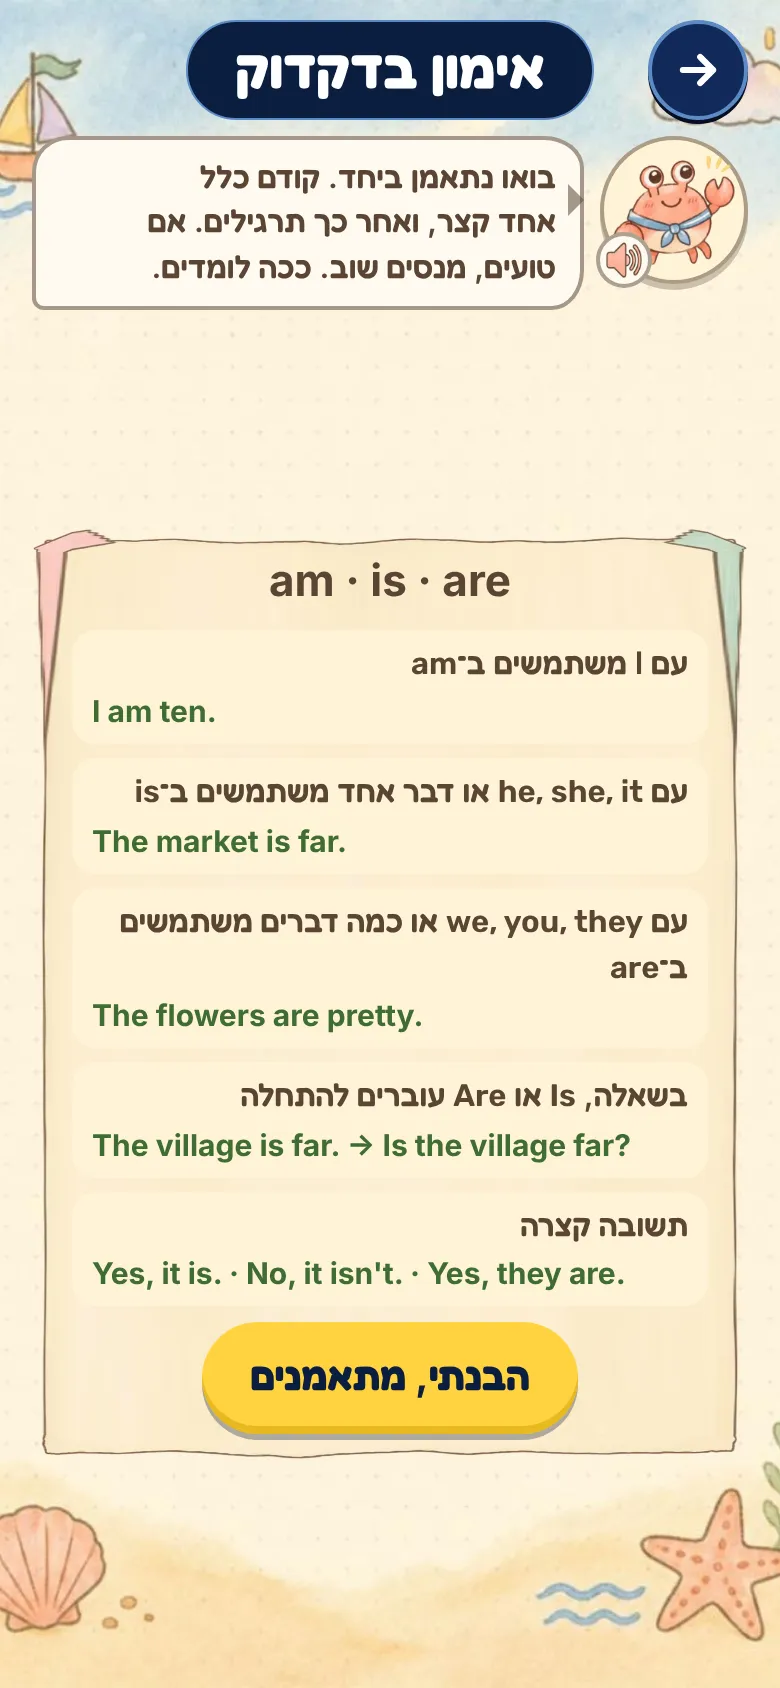 אימון בדקדוק
בואו נתאמן ביחד. קודם כלל
אחד קצר, ואחר כך תרגילים. אם
טועים, מנסים שוב. ככה לומדים.
am · is · are
עם I משתמשים ב־am
I am ten.
עם he, she, it או דבר אחד משתמשים ב־is
The market is far.
עם we, you, they או כמה דברים משתמשים
ב־are
The flowers are pretty.
בשאלה, Is או Are עוברים להתחלה
The village is far. → Is the village far?
תשובה קצרה
Yes, it is. · No, it isn't. · Yes, they are.
הבנתי, מתאמנים